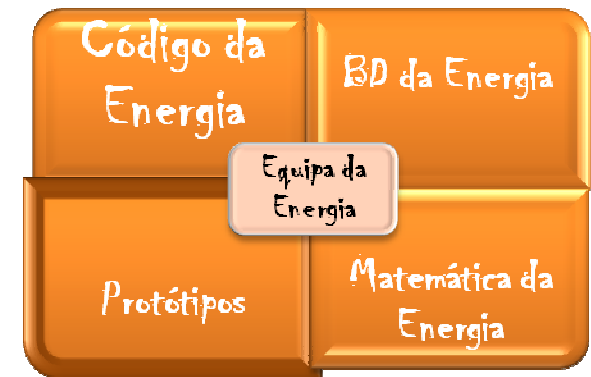 Código da
Energia
BD da Energia
Equipa da
Energia
Protótipos
Matemática da
Energia